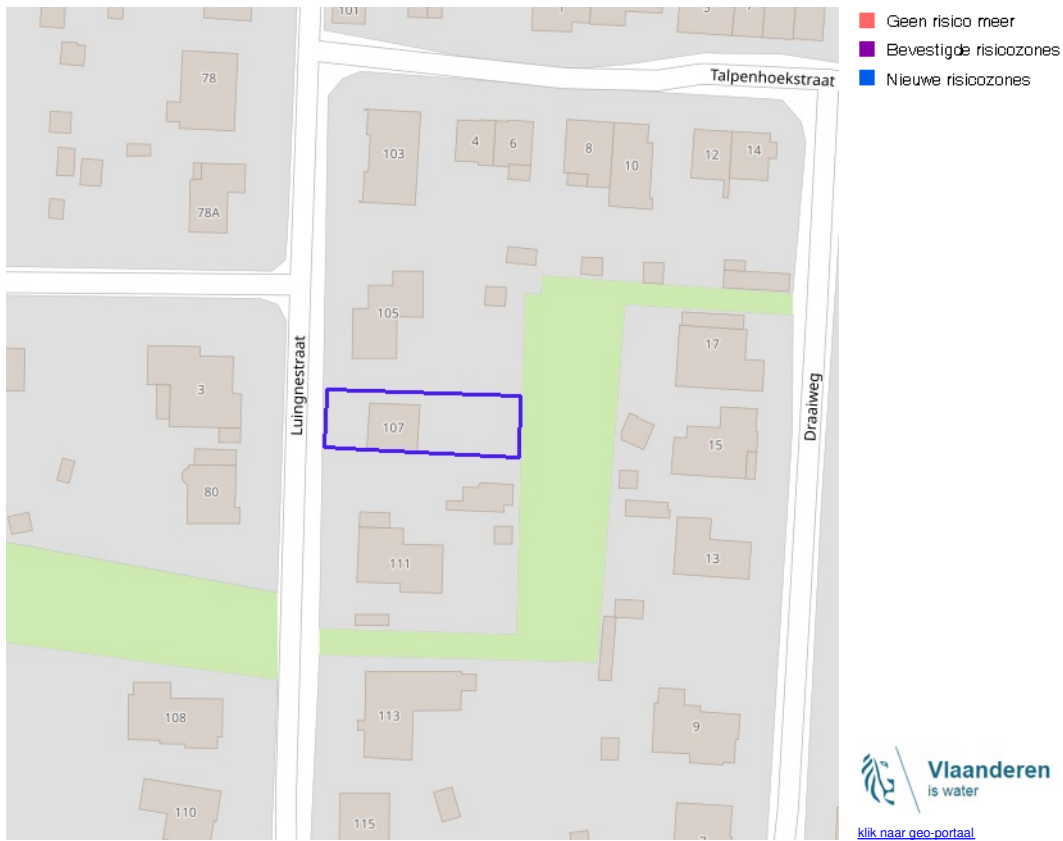 101
Talpenhoekstraat
78
103
4
6
8
10
12
14
78A
105
17
Luingnestraat
3
107
Draaiweg
15
80
111
13
108
113
9
110
115
Geen risico meer
Bevestigde risicozones
Nieuwe risicozones
Vlaanderen
is water
klik naar geo-portaal